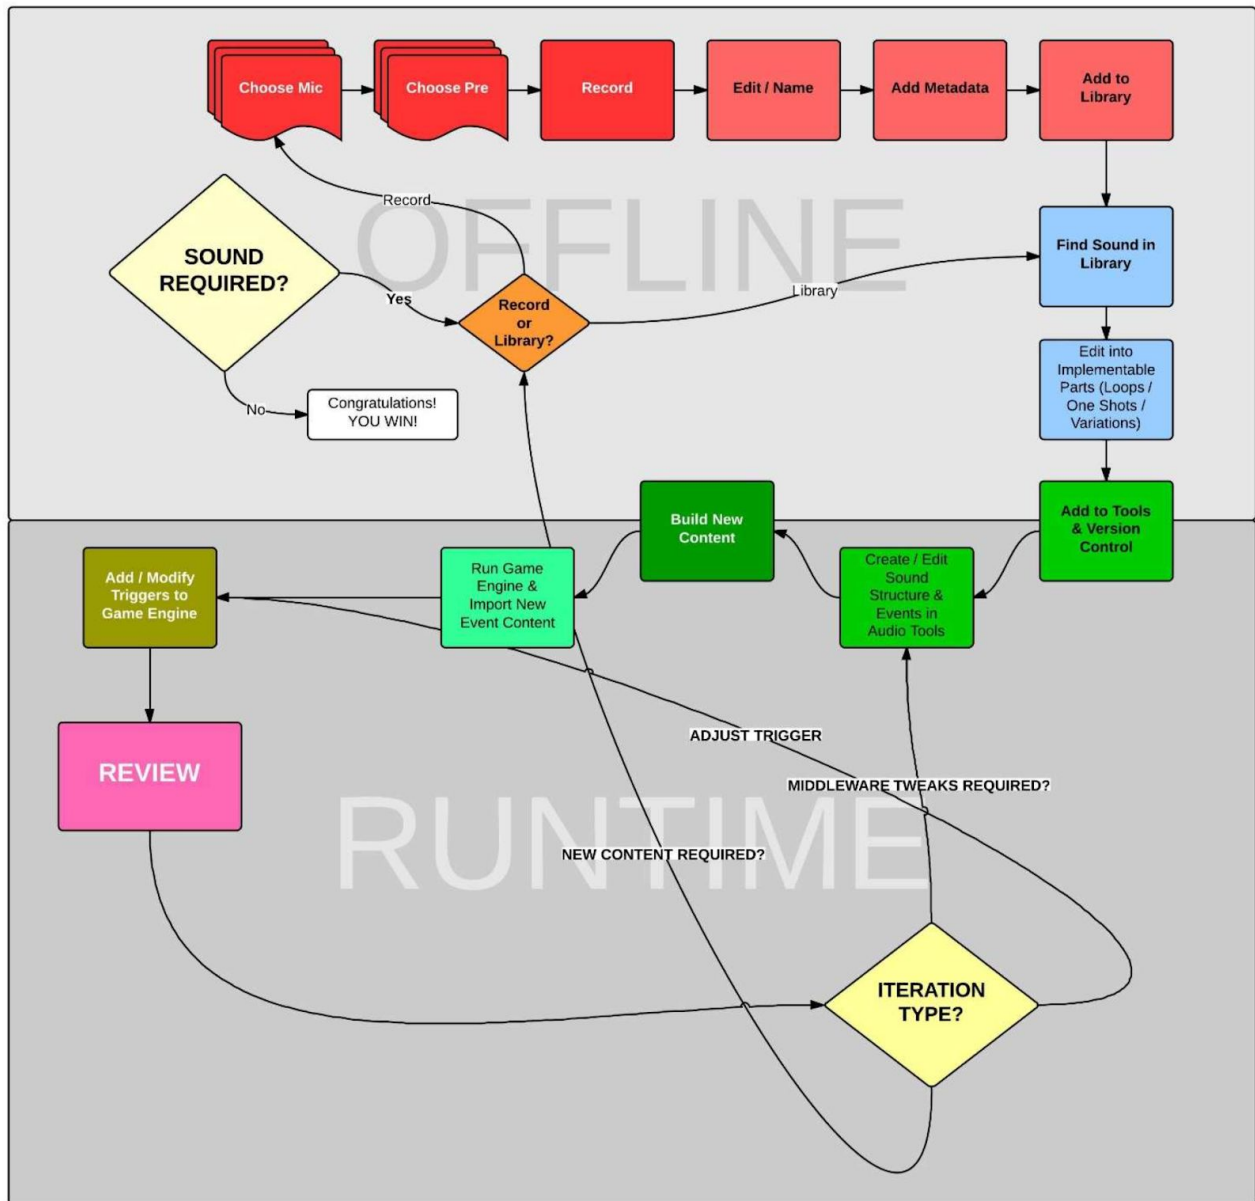 Choose Mic
Choose Pre
Record
Edit / Name
Add Metadata
Add to
Library
OFFLINE
Record
SOUND
REQUIRED?
Yes
Record
or
Library?
Library
Find Sound in
Library
No
Congratulations!
YOU WIN!
Edit into
Implementable
Parts (Loops /
One Shots /
Variations)
Build New
Content
Add to Tools
& Version
Control
Add / Modify
Triggers to
Game Engine
Run Game
Engine &
Import New
Event Content
Create / Edit
Sound
Structure &
Events in
Audio Tools
REVIEW
ADJUST TRIGGER
MIDDLEWARE TWEAKS REQUIRED?
RUNTIME
NEW CONTENT REQUIRED?
ITERATION
TYPE?